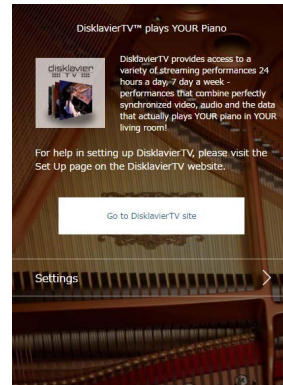 DisklavierTV™ plays YOUR Piano
disklavier
TV
DisklavierTV provides access to a
variety of streaming performances 24
hours a day, 7 day a week -
performances that combine perfectly
synchronized video, audio and the data
that actually plays YOUR piano in YOUR
living room!
For help in setting up DisklavierTV, please visit the
Set Up page on the DisklavierTV website.
Go to DisklavierTV site
Settings